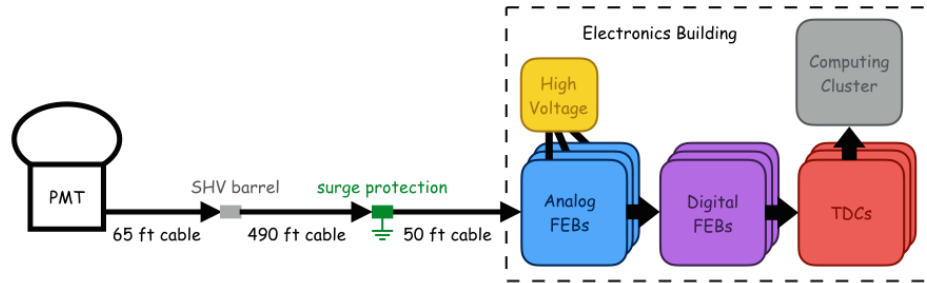 Electronics Building
Computing
Cluster
High
Voltage
PMT
SHV barrel
surge protection
Analog
FEBs
Digital
FEBs
TDCs
65 ft cable
490 ft cable
50 ft cable